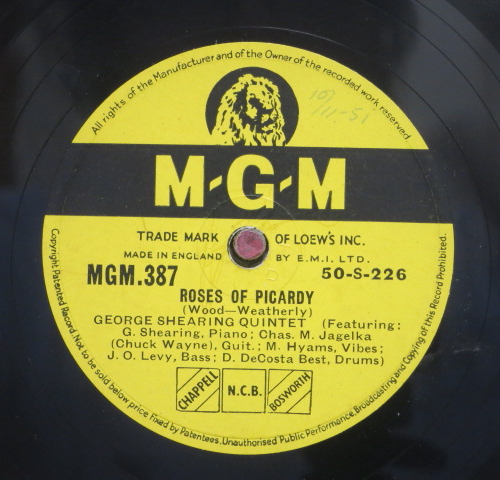 All rights of the Manufacturer and of the Owner of the recorded work reserved.
M-G-M
TRADE MARK OF LOEW'S INC.
MADE IN ENGLAND BY E.M.I. LTD.
MGM.387 50-S-226
ROSES OF PICARDY
(Wood—Weatherly)
GEORGE SHEARING QUINTET (Featuring:
G. Shearing, Piano; Chas. M. Jagelka
(Chuck Wayne), Guit.; M. Hyams, Vibes;
J. O. Levy, Bass; D. DeCosta Best, Drums)
CHAPPELL N.C.B. BOSWORTH
Copyright Patented Record. Not to be sold below price fixed by Patentees. Unauthorised Public Performance, Broadcasting and Copying of this Record Prohibited.